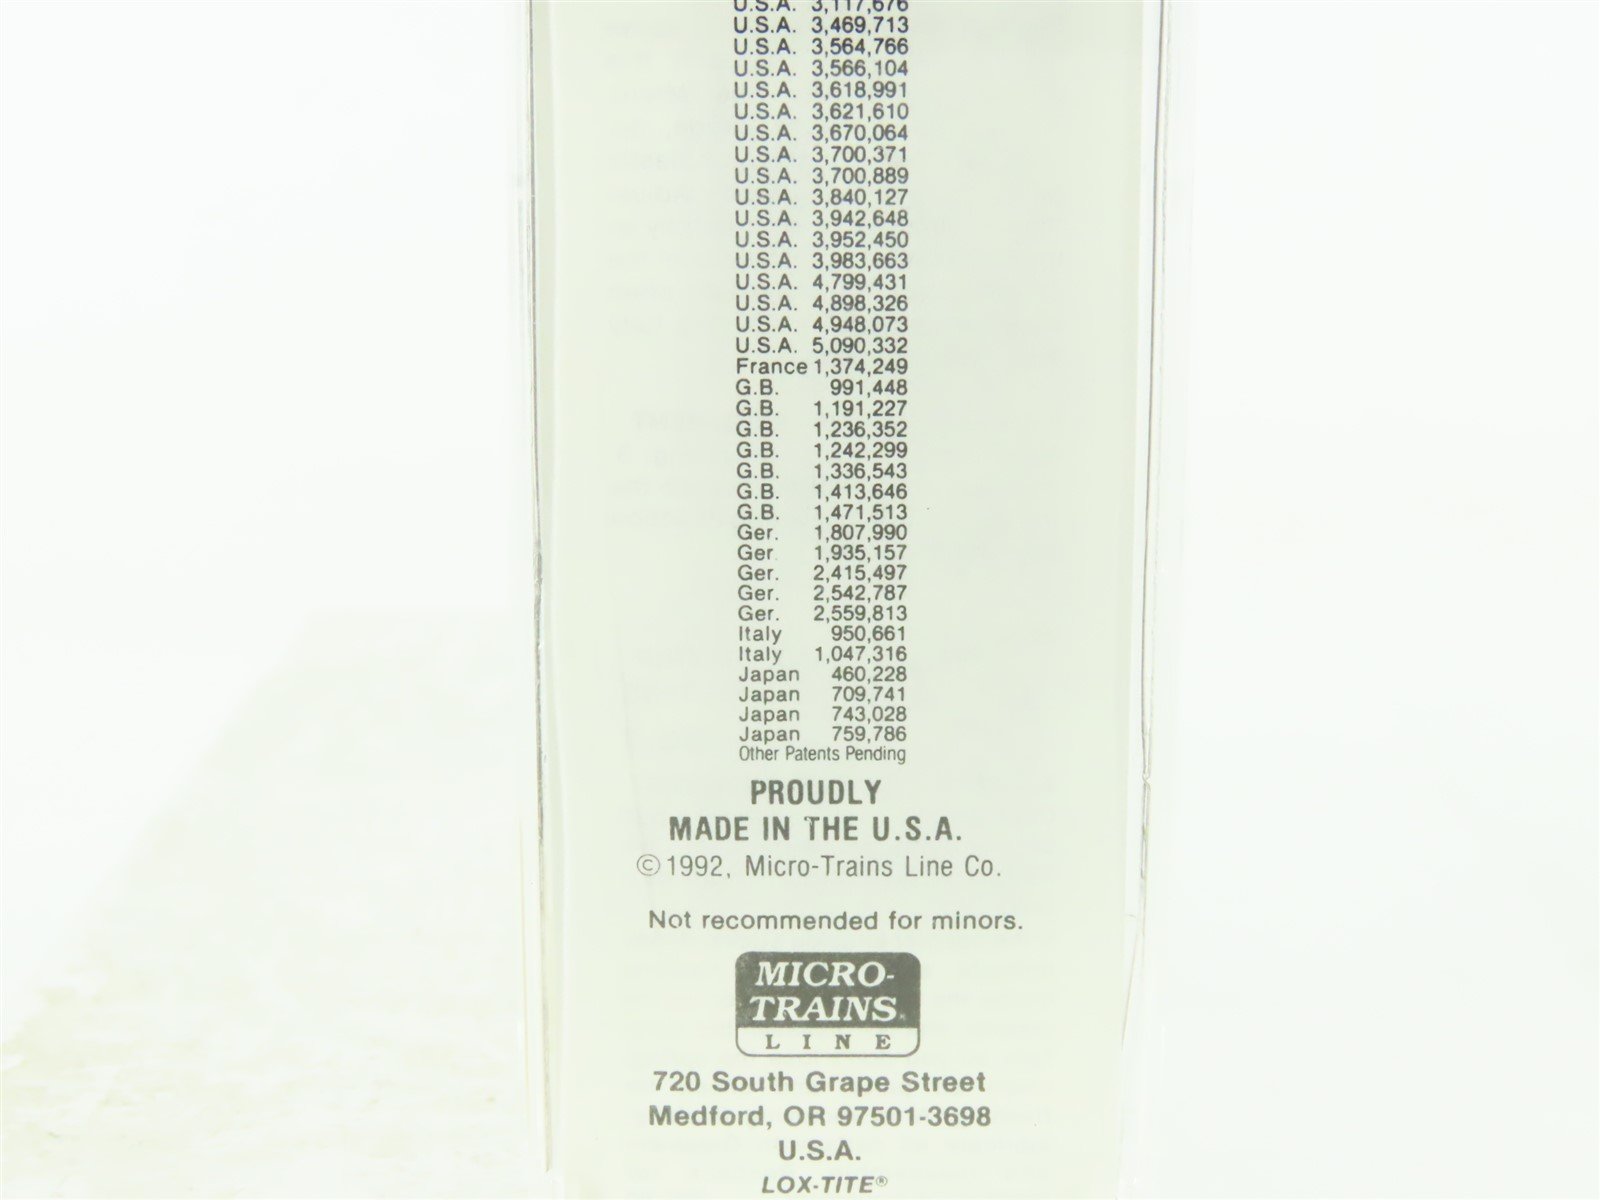 U.S.A. 3,117,676
U.S.A. 3,469,713
U.S.A. 3,564,766
U.S.A. 3,566,104
U.S.A. 3,618,991
U.S.A. 3,621,610
U.S.A. 3,670,064
U.S.A. 3,700,371
U.S.A. 3,700,889
U.S.A. 3,840,127
U.S.A. 3,942,648
U.S.A. 3,952,450
U.S.A. 3,983,663
U.S.A. 4,799,431
U.S.A. 4,898,326
U.S.A. 4,948,073
U.S.A. 5,090,332
France 1,374,249
G.B. 991,448
G.B. 1,191,227
G.B. 1,236,352
G.B. 1,242,299
G.B. 1,336,543
G.B. 1,413,646
G.B. 1,471,513
Ger. 1,807,990
Ger. 1,935,157
Ger. 2,415,497
Ger. 2,542,787
Ger. 2,559,813
Italy 950,661
Italy 1,047,316
Japan 460,228
Japan 709,741
Japan 743,028
Japan 759,786
Other Patents Pending
PROUDLY
MADE IN THE U.S.A.
©1992, Micro-Trains Line Co.
Not recommended for minors.
MICRO-
TRAINS
LINE
720 South Grape Street
Medford, OR 97501-3698
U.S.A.
LOX-TITE®